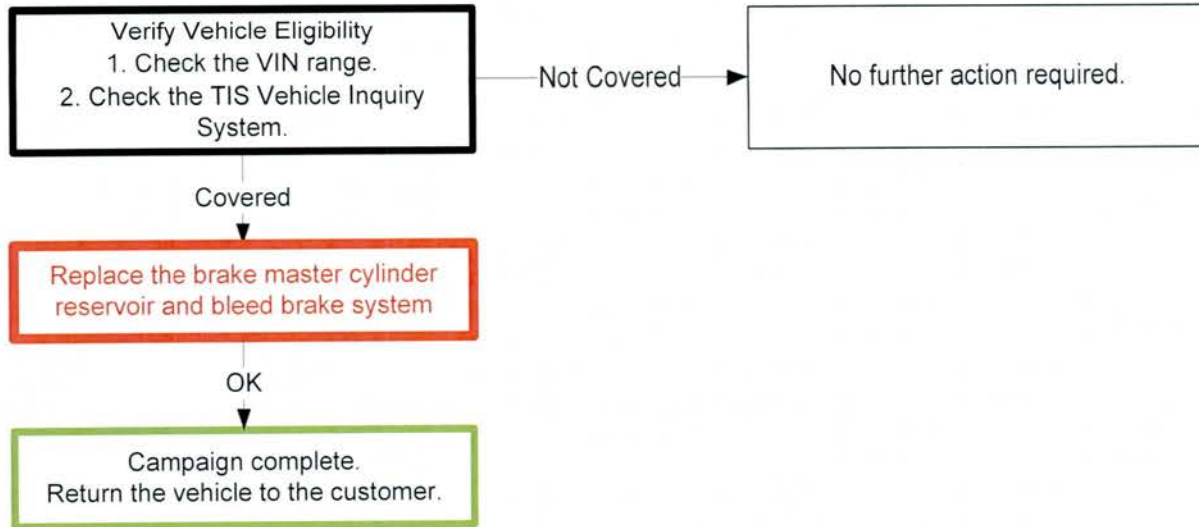 Verify Vehicle Eligibility
1. Check the VIN range.
2. Check the TIS Vehicle Inquiry
System.
Not Covered
No further action required.
Covered
Replace the brake master cylinder
reservoir and bleed brake system
OK
Campaign complete.
Return the vehicle to the customer.